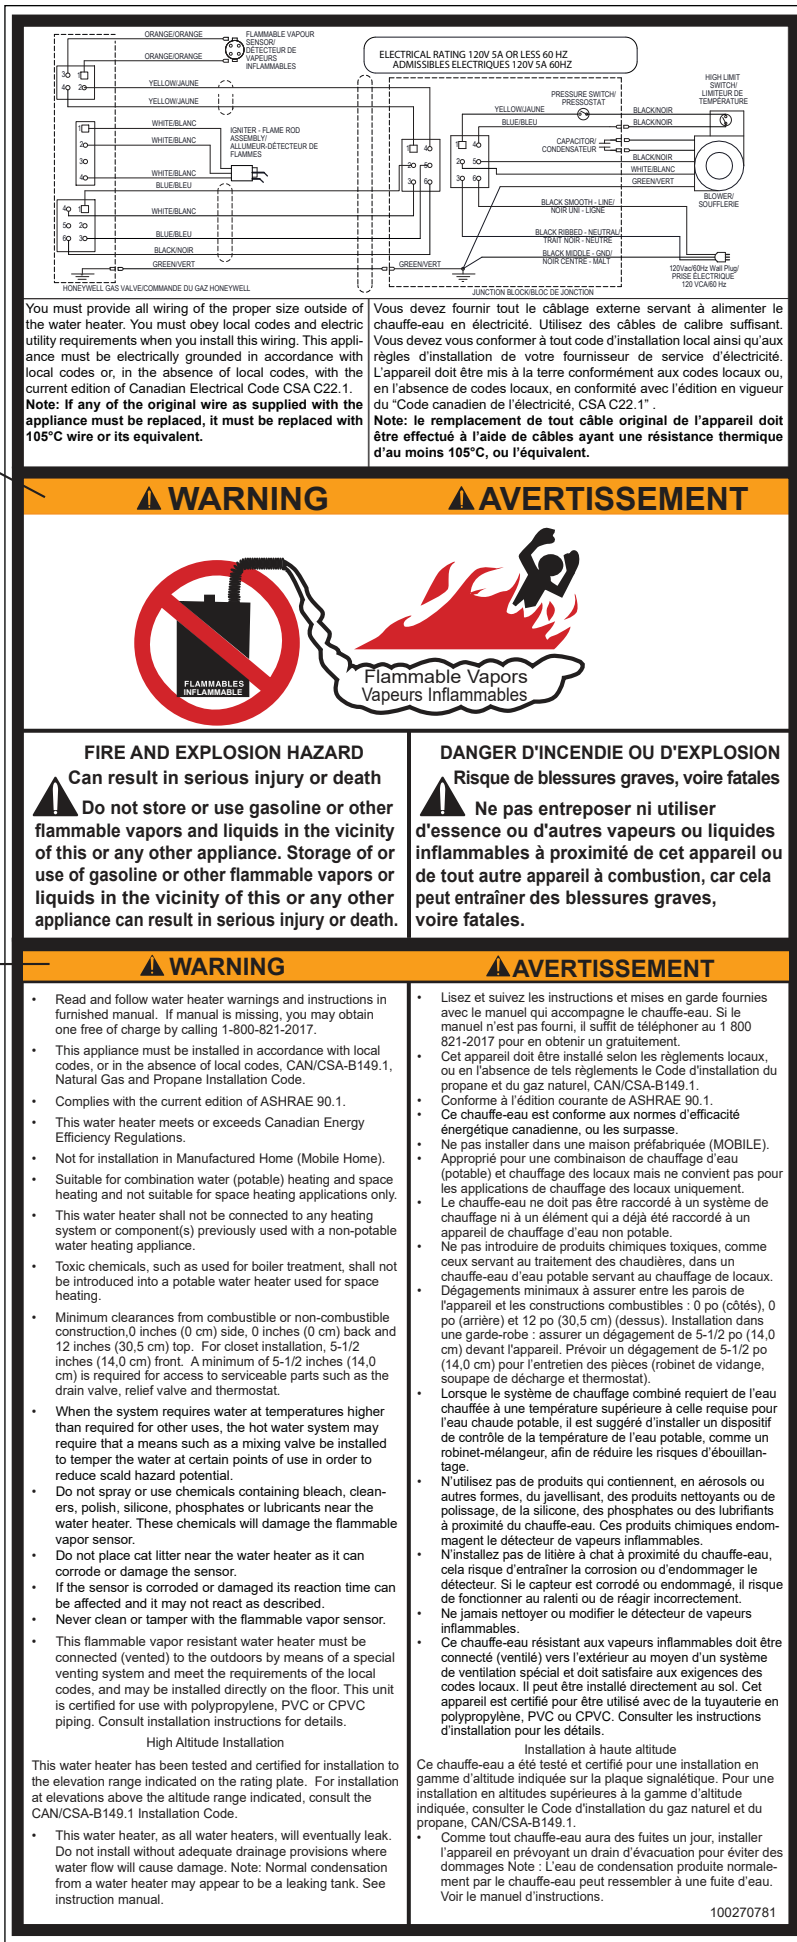 ORANGE/ORANGE
ORANGE/ORANGE
FLAMMABLE VAPOUR
SENSOR/
DÉTECTEUR DE
VAPEURS
INFLAMMABLES
YELLOW/JAUNE
YELLOW/JAUNE
WHITE/BLANC
WHITE/BLANC
WHITE/BLANC
IGNITER - FLAME ROD
ASSEMBLY/
ALLUMEUR-DÉTECTEUR DE
FLAMMES
BLUE/BLEU
WHITE/BLANC
BLUE/BLEU
BLACK/NOIR
GREEN/VERT
GREEN/VERT
3 1
4 2
1
2
3
4
4 1
5 2
6 3
1 4
2 5
3 6
HONEYWELL GAS VALVE/COMMANDE DU GAZ HONEYWELL
ELECTRICAL RATING 120V 5A OR LESS 60 HZ
ADMISSIBLES ELECTRIQUES 120V 5A 60HZ
PRESSURE SWITCH/
PRESSOSTAT
HIGH LIMIT
SWITCH/
LIMITEUR DE
TEMPÉRATURE
YELLOW/JAUNE
BLUE/BLEU
BLACK/NOIR
BLACK/NOIR
CAPACITOR/
CONDENSATEUR
BLACK/NOIR
WHITE/BLANC
GREEN/VERT
1 4
2 5
3 6
BLOWER/
SOUFFLERIE
BLACK SMOOTH - LINE/
NOIR UNI - LIGNE
BLACK RIBBED - NEUTRAL/
TRAIT NOIR - NEUTRE
BLACK MIDDLE - GND/
NOIR CENTRE - MALT
120Vac/60Hz Wall Plug/
PRISE ÉLECTRIQUE
120 VCA/60 Hz
JUNCTION BLOCK/BLOC DE JONCTION
You must provide all wiring of the proper size outside of
the water heater. You must obey local codes and electric
utility requirements when you install this wiring. This appli-
ance must be electrically grounded in accordance with
local codes or, in the absence of local codes, with the
current edition of Canadian Electrical Code CSA C22.1.
Note: If any of the original wire as supplied with the
appliance must be replaced, it must be replaced with
105°C wire or its equivalent.
Vous devez fournir tout le câblage externe servant à alimenter le
chauffe-eau en électricité. Utilisez des câbles de calibre suffisant.
Vous devez vous conformer à tout code d'installation local ainsi qu'aux
règles d'installation de votre fournisseur de service d'électricité.
L'appareil doit être mis à la terre conformément aux codes locaux ou,
en l'absence de codes locaux, en conformité avec l'édition en vigueur
du "Code canadien de l'électricité, CSA C22.1" .
Note: le remplacement de tout câble original de l'appareil doit
être effectué à l'aide de câbles ayant une résistance thermique
d'au moins 105°C, ou l'équivalent.
WARNING
AVERTISSEMENT
FLAMMABLES
INFLAMMABLE
Flammable Vapors
Vapeurs Inflammables
FIRE AND EXPLOSION HAZARD
Can result in serious injury or death
Do not store or use gasoline or other
flammable vapors and liquids in the vicinity
of this or any other appliance. Storage of or
use of gasoline or other flammable vapors or
liquids in the vicinity of this or any other
appliance can result in serious injury or death.
DANGER D'INCENDIE OU D'EXPLOSION
Risque de blessures graves, voire fatales
Ne pas entreposer ni utiliser
d'essence ou d'autres vapeurs ou liquides
inflammables à proximité de cet appareil ou
de tout autre appareil à combustion, car cela
peut entraîner des blessures graves,
voire fatales.
WARNING
• Read and follow water heater warnings and instructions in
furnished manual. If manual is missing, you may obtain
one free of charge by calling 1-800-821-2017.
• This appliance must be installed in accordance with local
codes, or in the absence of local codes, CAN/CSA-B149.1,
Natural Gas and Propane Installation Code.
• Complies with the current edition of ASHRAE 90.1.
• This water heater meets or exceeds Canadian Energy
Efficiency Regulations.
• Not for installation in Manufactured Home (Mobile Home).
• Suitable for combination water (potable) heating and space
heating and not suitable for space heating applications only.
• This water heater shall not be connected to any heating
system or component(s) previously used with a non-potable
water heating appliance.
• Toxic chemicals, such as used for boiler treatment, shall not
be introduced into a potable water heater used for space
heating.
• Minimum clearances from combustible or non-combustible
construction,0 inches (0 cm) side, 0 inches (0 cm) back and
12 inches (30,5 cm) top. For closet installation, 5-1/2
inches (14,0 cm) front. A minimum of 5-1/2 inches (14,0
cm) is required for access to serviceable parts such as the
drain valve, relief valve and thermostat.
• When the system requires water at temperatures higher
than required for other uses, the hot water system may
require that a means such as a mixing valve be installed
to temper the water at certain points of use in order to
reduce scald hazard potential.
• Do not spray or use chemicals containing bleach, clean-
ers, polish, silicone, phosphates or lubricants near the
water heater. These chemicals will damage the flammable
vapor sensor.
• Do not place cat litter near the water heater as it can
corrode or damage the sensor.
• If the sensor is corroded or damaged its reaction time can
be affected and it may not react as described.
• Never clean or tamper with the flammable vapor sensor.
• This flammable vapor resistant water heater must be
connected (vented) to the outdoors by means of a special
venting system and meet the requirements of the local
codes, and may be installed directly on the floor. This unit
is certified for use with polypropylene, PVC or CPVC
piping. Consult installation instructions for details.
High Altitude Installation
This water heater has been tested and certified for installation to
the elevation range indicated on the rating plate. For installation
at elevations above the altitude range indicated, consult the
CAN/CSA-B149.1 Installation Code.
• This water heater, as all water heaters, will eventually leak.
Do not install without adequate drainage provisions where
water flow will cause damage. Note: Normal condensation
from a water heater may appear to be a leaking tank. See
instruction manual.
AVERTISSEMENT
• Lisez et suivez les instructions et mises en garde fournies
avec le manuel qui accompagne le chauffe-eau. Si le
manuel n'est pas fourni, il suffit de téléphoner au 1 800
821-2017 pour en obtenir un gratuitement.
• Cet appareil doit être installé selon les règlements locaux,
ou en l'absence de tels règlements le Code d'installation du
propane et du gaz naturel, CAN/CSA-B149.1.
• Conforme à l'édition courante de ASHRAE 90.1.
• Ce chauffe-eau est conforme aux normes d'efficacité
énergétique canadienne, ou les surpasse.
• Ne pas installer dans une maison préfabriquée (MOBILE).
• Approprié pour une combinaison de chauffage d'eau
(potable) et chauffage des locaux mais ne convient pas pour
les applications de chauffage des locaux uniquement.
• Le chauffe-eau ne doit pas être raccordé à un système de
chauffage ni à un élément qui a déjà été raccordé à un
appareil de chauffage d'eau non potable.
• Ne pas introduire de produits chimiques toxiques, comme
ceux servant au traitement des chaudières, dans un
chauffe-eau d'eau potable servant au chauffage de locaux.
• Dégagements minimaux à assurer entre les parois de
l'appareil et les constructions combustibles : 0 po (côtés), 0
po (arrière) et 12 po (30,5 cm) (dessus). Installation dans
une garde-robe : assurer un dégagement de 5-1/2 po (14,0
cm) devant l'appareil. Prévoir un dégagement de 5-1/2 po
(14,0 cm) pour l'entretien des pièces (robinet de vidange,
soupape de décharge et thermostat).
• Lorsque le système de chauffage combiné requiert de l'eau
chauffée à une température supérieure à celle requise pour
l'eau chaude potable, il est suggéré d'installer un dispositif
de contrôle de la température de l'eau potable, comme un
robinet-mélangeur, afin de réduire les risques d'ébouillan-
tage.
• N'utilisez pas de produits qui contiennent, en aérosols ou
autres formes, du javellisant, des produits nettoyants ou de
polissage, de la silicone, des phosphates ou des lubrifiants
à proximité du chauffe-eau. Ces produits chimiques endom-
magent le détecteur de vapeurs inflammables.
• N'installez pas de litière à chat à proximité du chauffe-eau,
cela risque d'entraîner la corrosion ou d'endommager le
détecteur. Si le capteur est corrodé ou endommagé, il risque
de fonctionner au ralenti ou de réagir incorrectement.
• Ne jamais nettoyer ou modifier le détecteur de vapeurs
inflammables.
• Ce chauffe-eau résistant aux vapeurs inflammables doit être
connecté (ventilé) vers l'extérieur au moyen d'un système
de ventilation spécial et doit satisfaire aux exigences des
codes locaux. Il peut être installé directement au sol. Cet
appareil est certifié pour être utilisé avec de la tuyauterie en
polypropylène, PVC ou CPVC. Consulter les instructions
d'installation pour les détails.
Installation à haute altitude
Ce chauffe-eau a été testé et certifié pour une installation en
gamme d'altitude indiquée sur la plaque signalétique. Pour une
installation en altitudes supérieures à la gamme d'altitude
indiquée, consulter le Code d'installation du gaz naturel et du
propane, CAN/CSA-B149.1.
• Comme tout chauffe-eau aura des fuites un jour, installer
l'appareil en prévoyant un drain d'évacuation pour éviter des
dommages Note : L'eau de condensation produite normale-
ment par le chauffe-eau peut ressembler à une fuite d'eau.
Voir le manuel d'instructions.
100270781